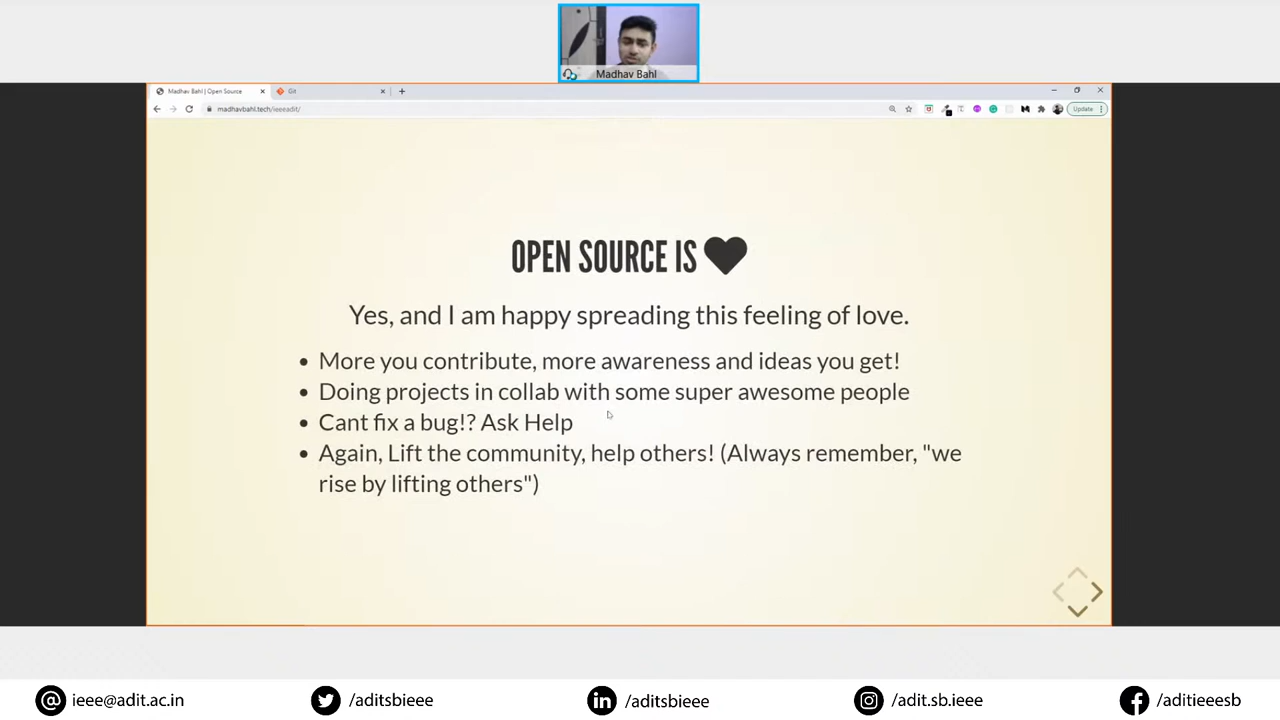 Madhav Bahl
Madhav Bahl | Open Source
Git
madhavbahl.tech/ieeeadit/
Update
OPEN SOURCE IS
Yes, and I am happy spreading this feeling of love.
• More you contribute, more awareness and ideas you get!
• Doing projects in collab with some super awesome people
• Cant fix a bug!? Ask Help
• Again, Lift the community, help others! (Always remember, "we
rise by lifting others")
ieee@adit.ac.in
/aditsbieee
/aditsbieee
/adit.sb.ieee
/aditieeesb